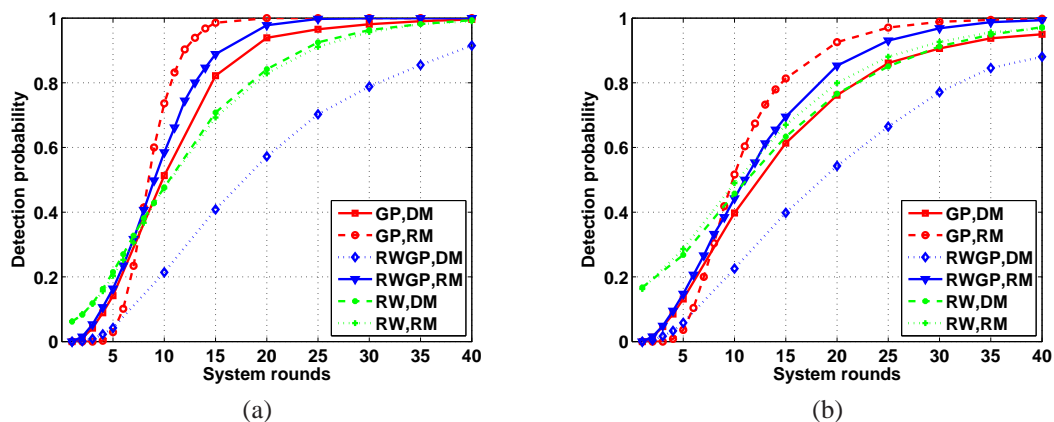 Detection probability
1
0.8
0.6
0.4
0.2
0
5 10 15 20 25 30 35 40
System rounds
GP,DM
GP,RM
RWGP,DM
RWGP,RM
RW,DM
RW,RM
(a)
Detection probability
1
0.8
0.6
0.4
0.2
0
5 10 15 20 25 30 35 40
System rounds
GP,DM
GP,RM
RWGP,DM
RWGP,RM
RW,DM
RW,RM
(b)